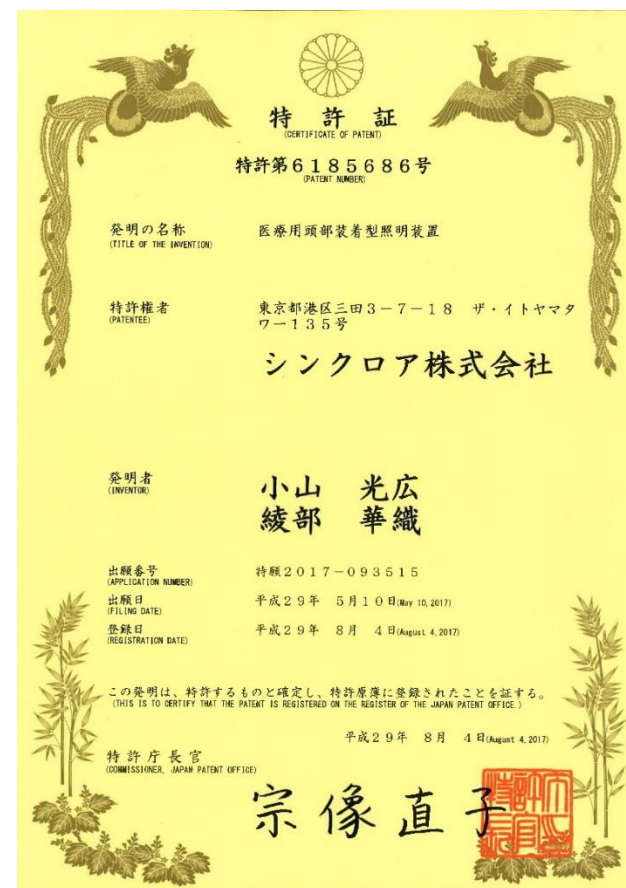 特許証
(CERTIFICATE OF PATENT)
特許第6185686号
(PATENT NUMBER)
発明の名称 医療用頭部装着型照明装置
(TITLE OF THE INVENTION)
特許権者 東京都港区三田3-7-18 ザ・イトヤマタ
(PATENTEE) ワー135号
シンクロア株式会社
発明者 小山 光広
(INVENTOR)
綾部 華織
出願番号 特願2017-093515
(APPLICATION NUMBER)
出願日 平成29年 5月10日(May 10,2017)
(FILING DATE)
登録日 平成29年 8月 4日(August 4,2017)
(REGISTRATION DATE)
この発明は、特許するものと確定し、特許原簿に登録されたことを証する。
(THIS IS TO CERTIFY THAT THE PATENT IS REGISTERED ON THE REGISTER OF THE JAPAN PATENT OFFICE.)
平成29年 8月 4日(August 4,2017)
特許庁長官
(COMMISSIONER, JAPAN PATENT OFFICE)
宗像直子